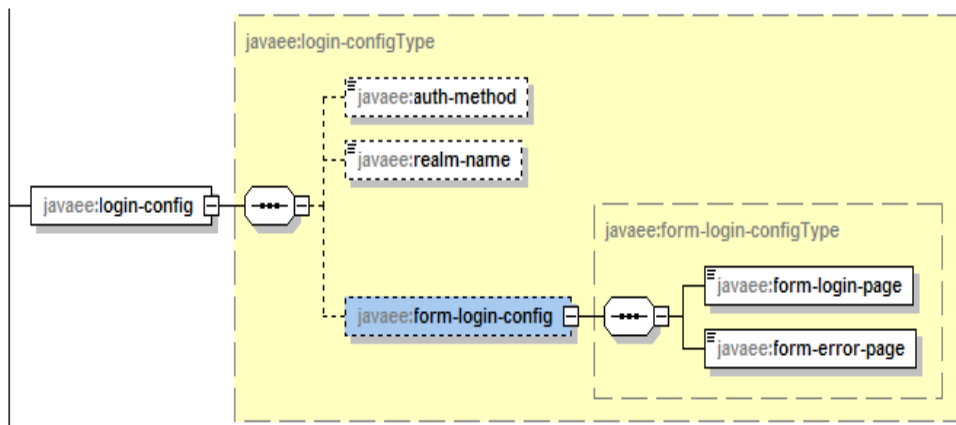 javaee:login-configType
javaee:auth-method
javaee:realm-name
javaee:login-config
javaee:form-login-configType
javaee:form-login-page
javaee:form-login-config
javaee:form-error-page